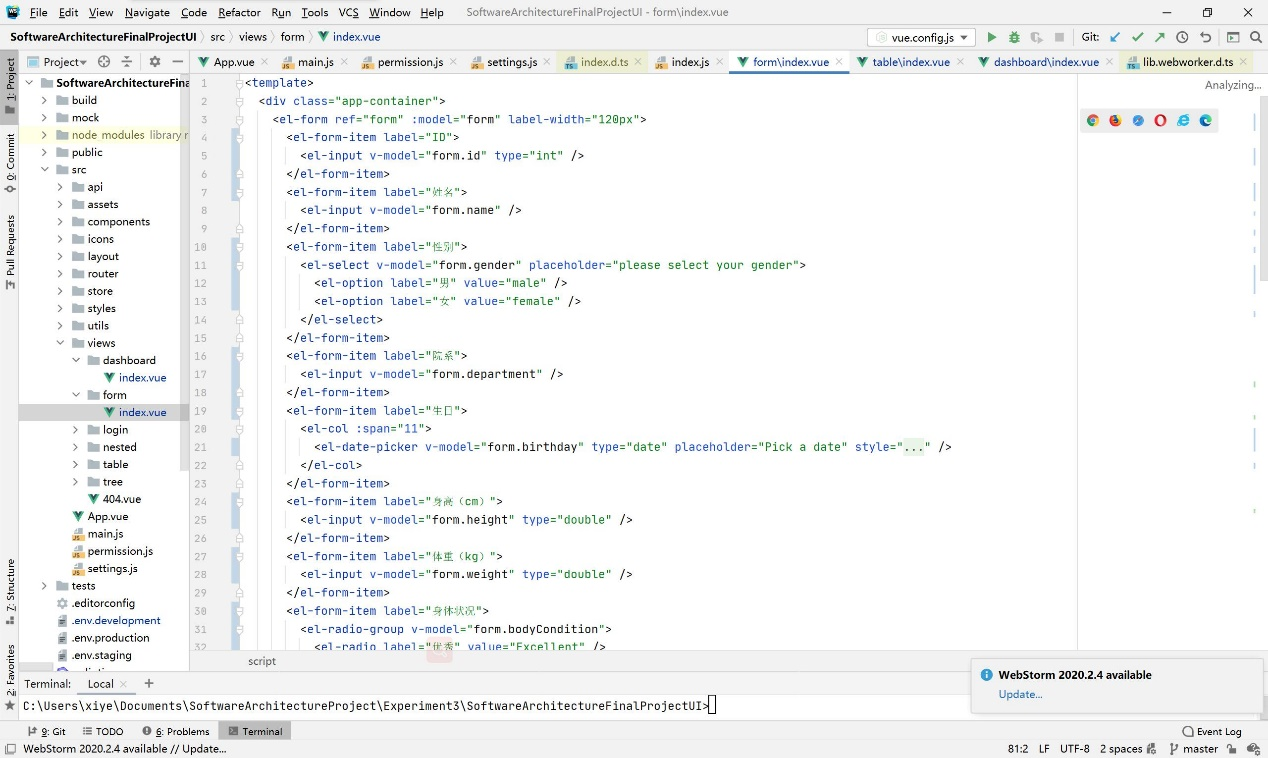 File Edit View Navigate Code Refactor Run Tools VCS Window Help SoftwareArchitectureFinalProjectUI - form\index.vue
SoftwareArchitectureFinalProjectUI src views form index.vue vue.config.js Git:
Project App.vue main.js permission.js settings.js index.d.ts index.js form\index.vue table\index.vue dashboard\index.vue lib.webworker.d.ts
1: Project
0: Commit
Pull Requests
7: Structure
2: Favorites
SoftwareArchitectureFina
build
mock
node_modules library r
public
src
api
assets
components
icons
layout
router
store
styles
utils
views
dashboard
index.vue
form
index.vue
login
nested
table
tree
404.vue
App.vue
main.js
permission.js
settings.js
tests
.editorconfig
.env.development
.env.production
.env.staging
Analyzing...
1 <template>
2 <div class="app-container">
3 <el-form ref="form" :model="form" label-width="120px">
4 <el-form-item label="ID">
5 <el-input v-model="form.id" type="int" />
6 </el-form-item>
7 <el-form-item label="姓名">
8 <el-input v-model="form.name" />
9 </el-form-item>
10 <el-form-item label="性别">
11 <el-select v-model="form.gender" placeholder="please select your gender">
12 <el-option label="男" value="male" />
13 <el-option label="女" value="female" />
14 </el-select>
15 </el-form-item>
16 <el-form-item label="院系">
17 <el-input v-model="form.department" />
18 </el-form-item>
19 <el-form-item label="生日">
20 <el-col :span="11">
21 <el-date-picker v-model="form.birthday" type="date" placeholder="Pick a date" style="..." />
22 </el-col>
23 </el-form-item>
24 <el-form-item label="身高（cm）">
25 <el-input v-model="form.height" type="double" />
26 </el-form-item>
27 <el-form-item label="体重（kg）">
28 <el-input v-model="form.weight" type="double" />
29 </el-form-item>
30 <el-form-item label="身体状况">
31 <el-radio-group v-model="form.bodyCondition">
32 <el-radio label="优秀" value="Excellent" />
script
Terminal: Local
C:\Users\xiye\Documents\SoftwareArchitectureProject\Experiment3\SoftwareArchitectureFinalProjectUI>
WebStorm 2020.2.4 available
Update...
9: Git TODO 6: Problems Terminal Event Log
WebStorm 2020.2.4 available // Update... 81:2 LF UTF-8 2 spaces master